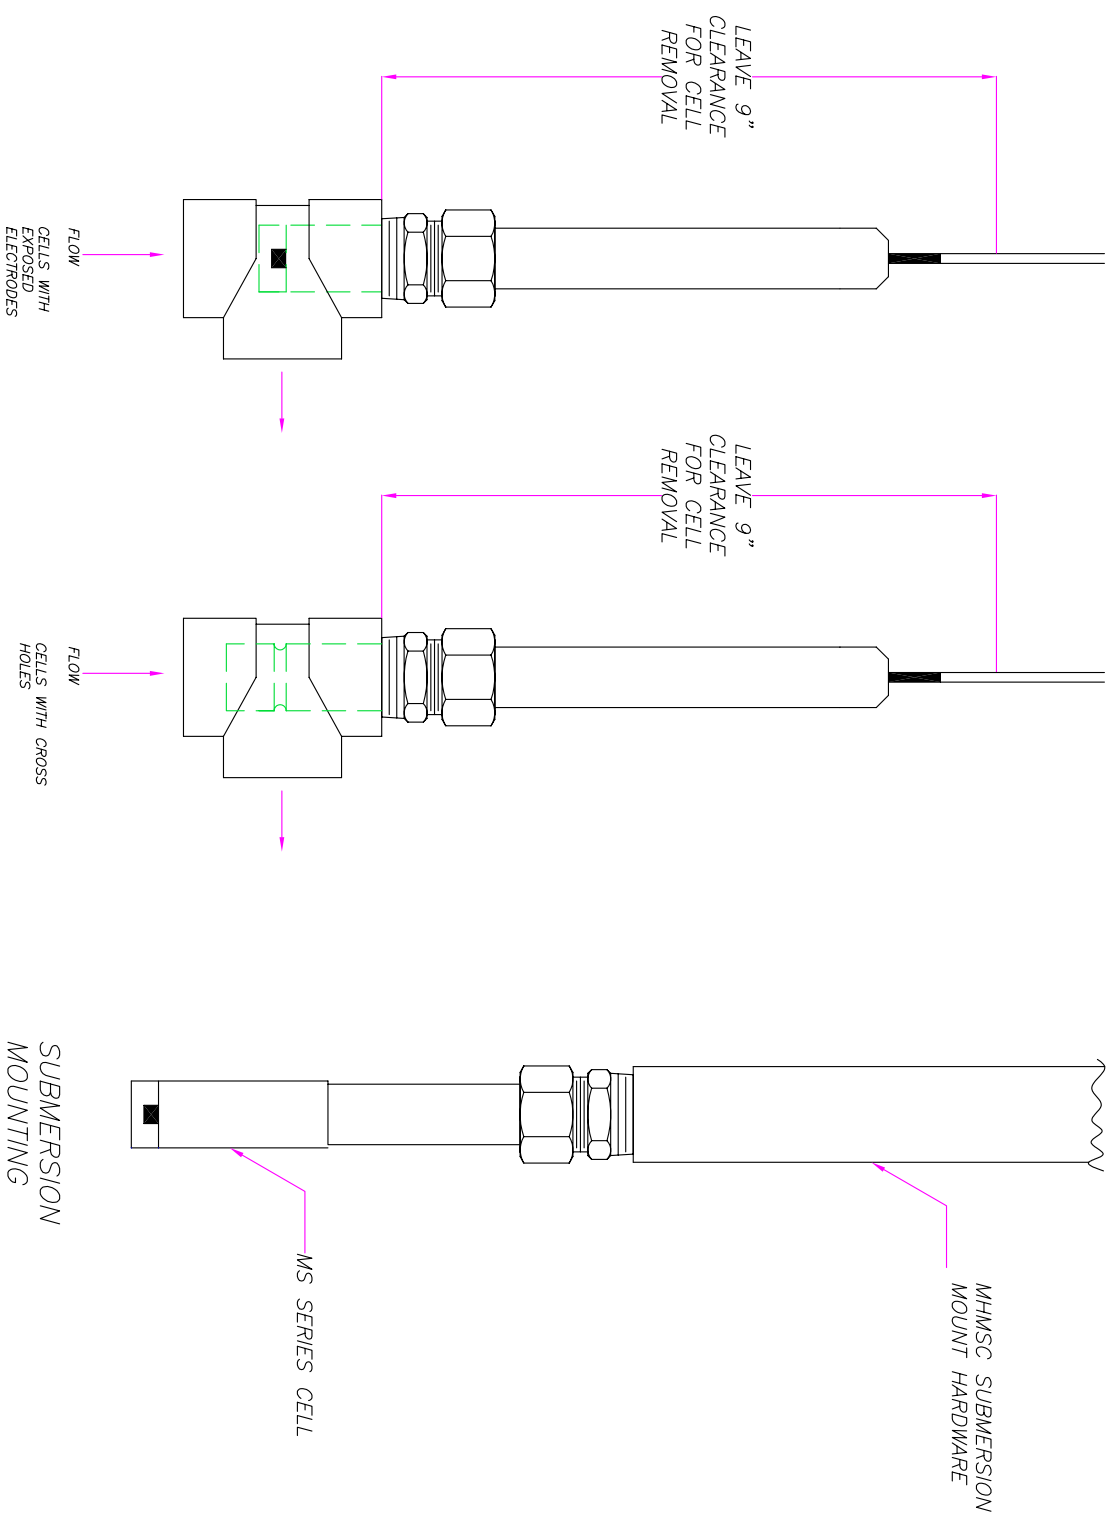 LEAVE 9"
CLEARANCE
FOR CELL
REMOVAL
FLOW
CELLS WITH
EXPOSED
ELECTRODES
LEAVE 9"
CLEARANCE
FOR CELL
REMOVAL
FLOW
CELLS WITH CROSS
HOLES
MHMSC SUBMERSION
MOUNT HARDWARE
MS SERIES CELL
SUBMERSION
MOUNTING